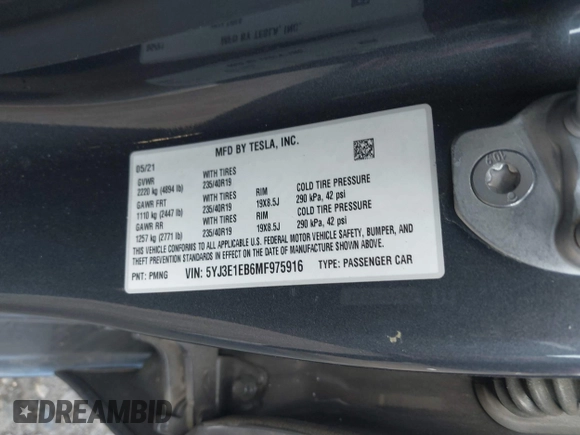 MFD BY TESLA, INC.
05/21
GVWR WITH TIRES
2220 kg (4894 lb) 235/40R19 RIM COLD TIRE PRESSURE
GAWR FRT WITH TIRES 19X8.5J 290 kPa, 42 psi
1110 kg (2447 lb) 235/40R19 RIM COLD TIRE PRESSURE
GAWR RR WITH TIRES 19X8.5J 290 kPa, 42 psi
1257 kg (2771 lb) 235/40R19
THIS VEHICLE CONFORMS TO ALL APPLICABLE U.S. FEDERAL MOTOR VEHICLE SAFETY, BUMPER, AND
THEFT PREVENTION STANDARDS IN EFFECT ON THE DATE OF MANUFACTURE SHOWN ABOVE.
PNT: PMNG VIN: 5YJ3E1EB6MF975916 TYPE: PASSENGER CAR
DREAMBID